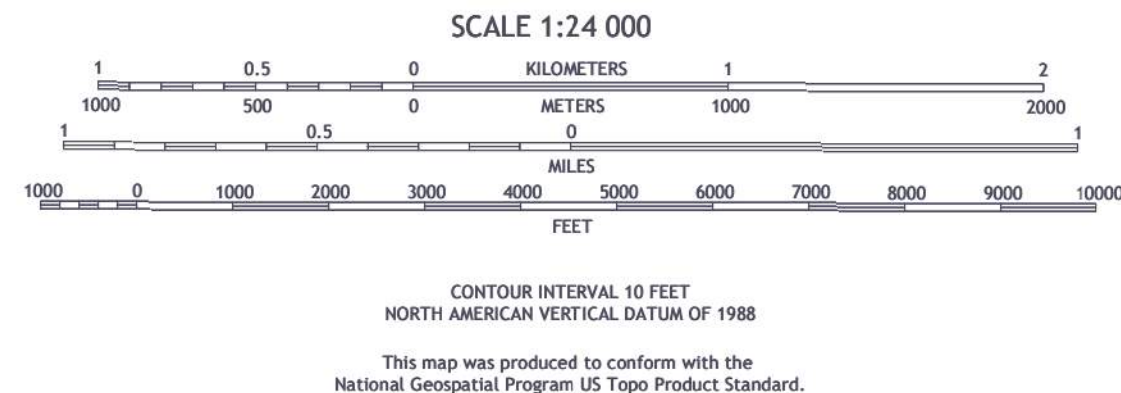 SCALE 1:24 000
1 0.5 0 KILOMETERS 1 2
1000 500 0 METERS 1000 2000
1 0.5 0 1
MILES
1000 0 1000 2000 3000 4000 5000 6000 7000 8000 9000 10000
FEET
CONTOUR INTERVAL 10 FEET
NORTH AMERICAN VERTICAL DATUM OF 1988
This map was produced to conform with the
National Geospatial Program US Topo Product Standard.